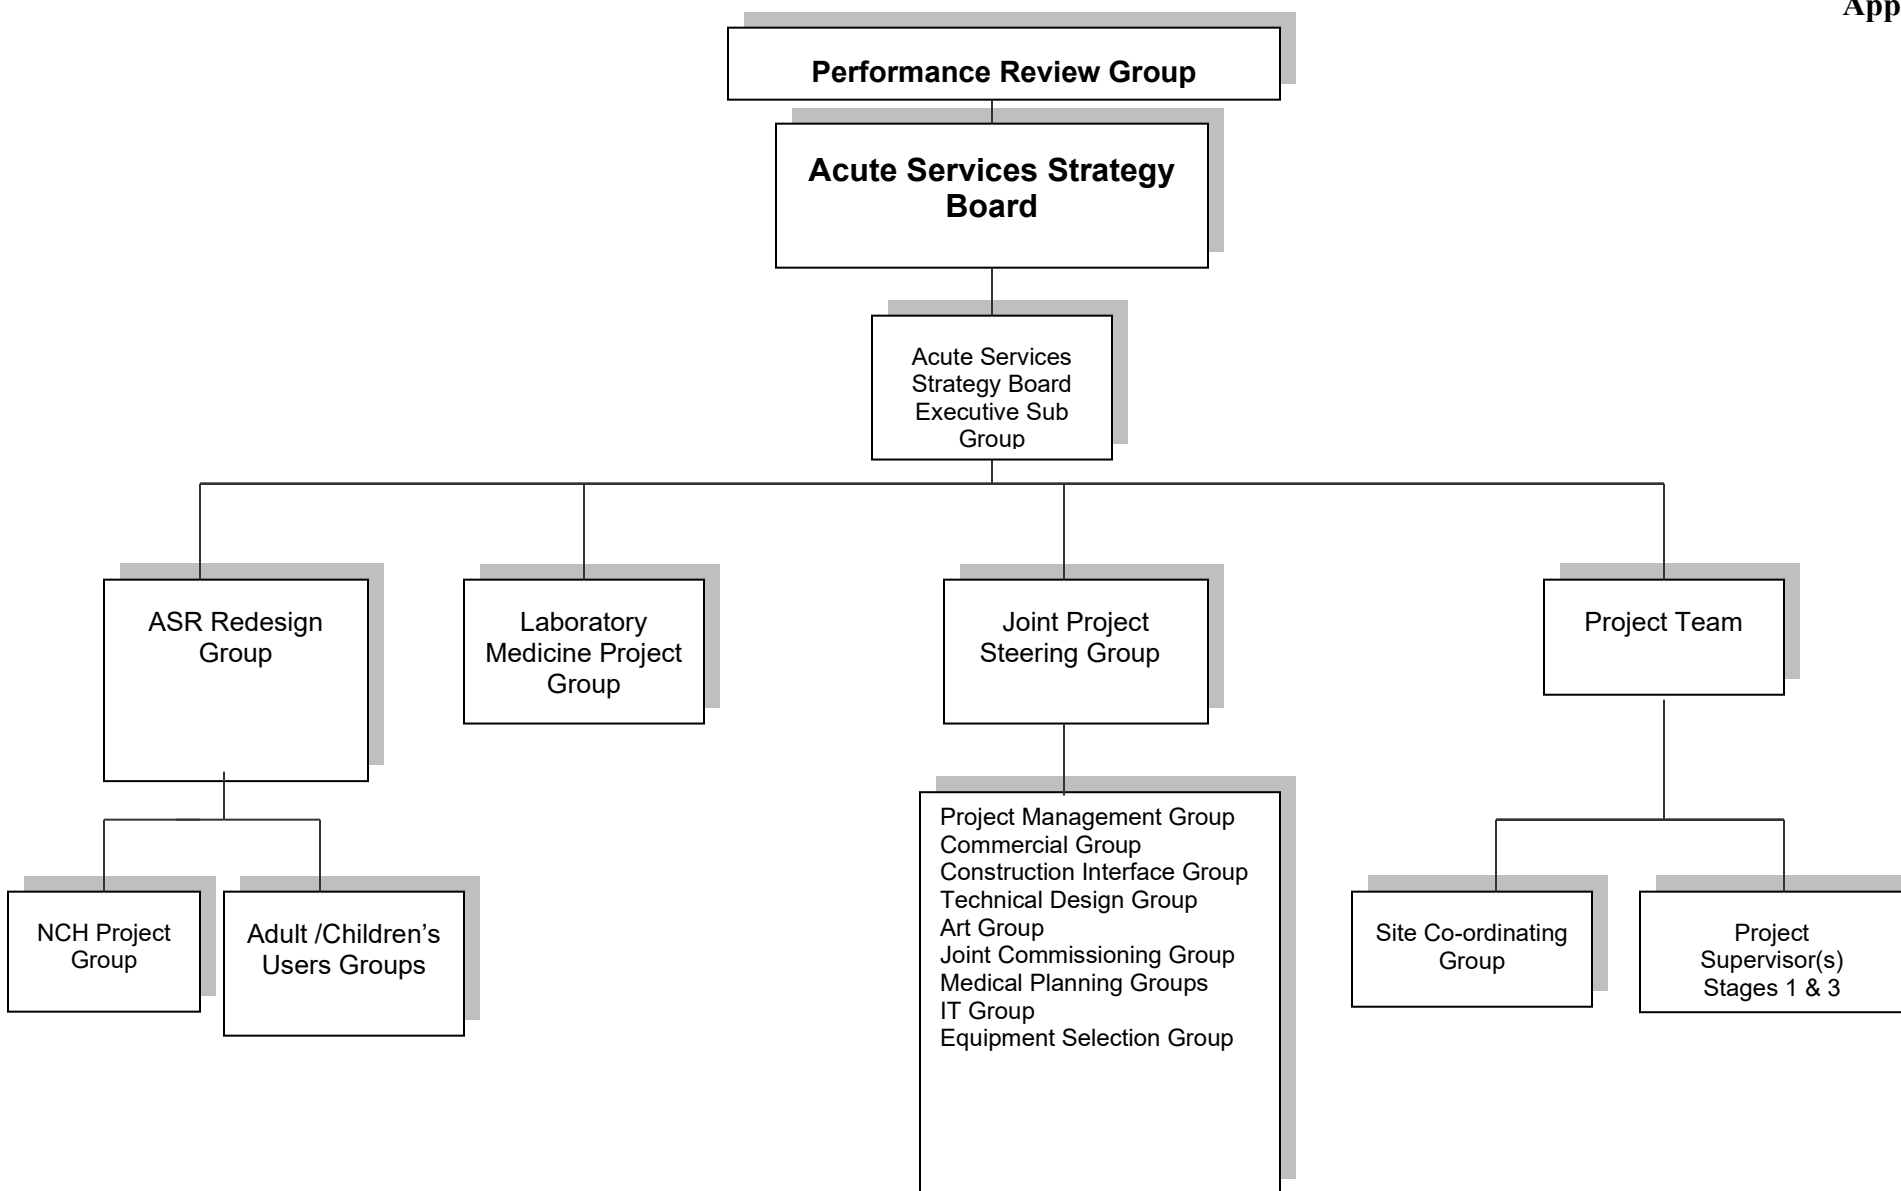 App
Performance Review Group
Acute Services Strategy
Board
Acute Services
Strategy Board
Executive Sub
Group
ASR Redesign
Group
Laboratory
Medicine Project
Group
Joint Project
Steering Group
Project Team
Project Management Group
Commercial Group
Construction Interface Group
Technical Design Group
Art Group
Joint Commissioning Group
Medical Planning Groups
IT Group
Equipment Selection Group
NCH Project
Group
Adult /Children’s
Users Groups
Site Co-ordinating
Group
Project
Supervisor(s)
Stages 1 & 3